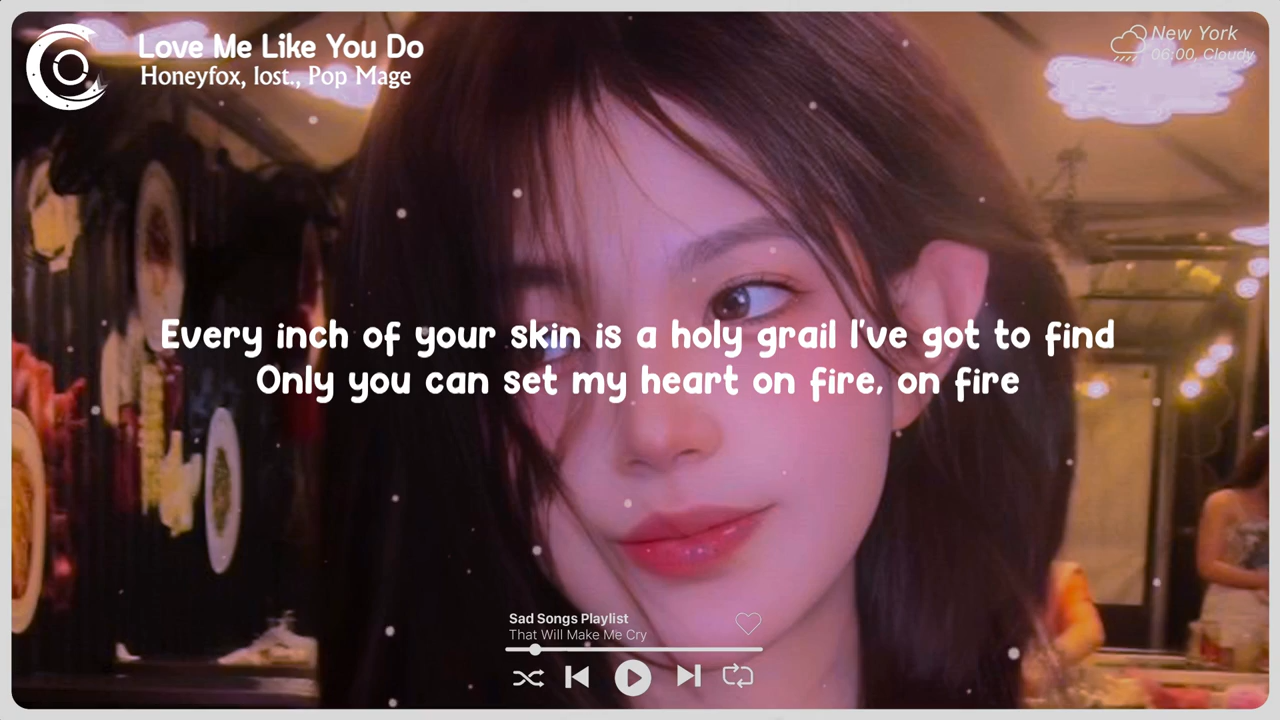 Love Me Like You Do
Honeyfox, lost., Pop Mage
New York
06:00, Cloudy
Every inch of your skin is a holy grail I've got to find
Only you can set my heart on fire, on fire
Sad Songs Playlist
That Will Make Me Cry